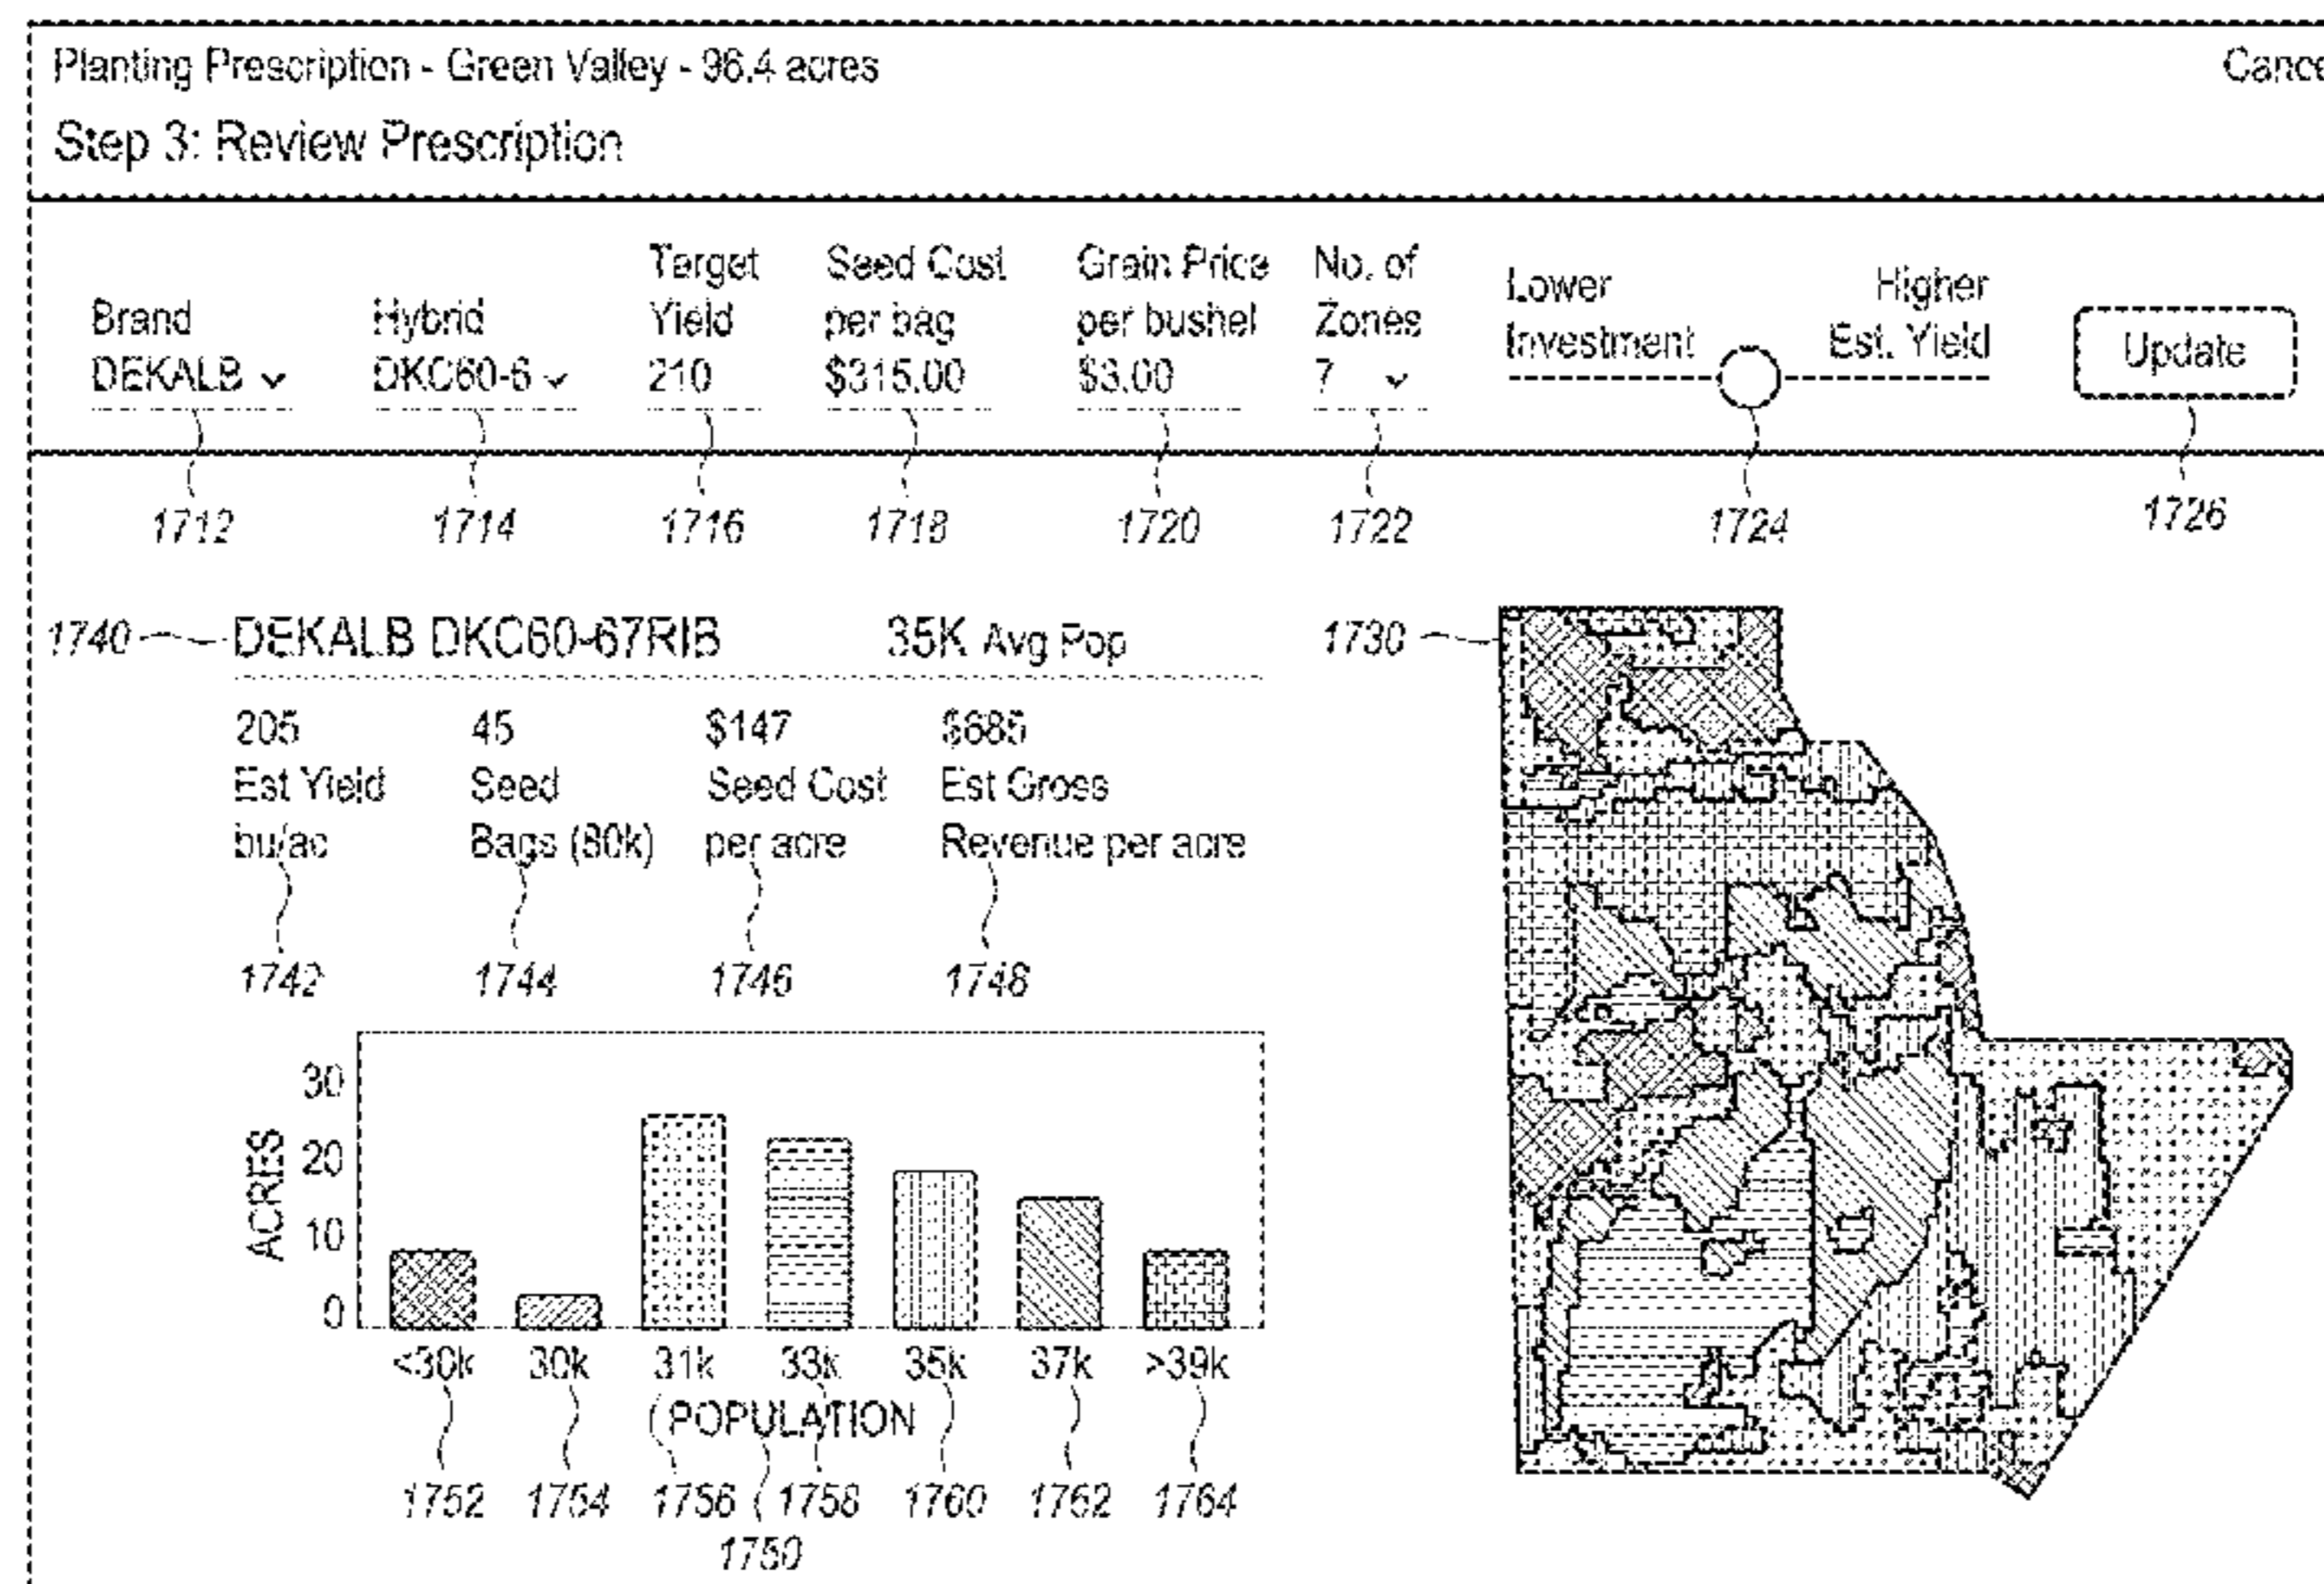 Planting Prescription - Green Valley - 96.4 acres
Cance
Step 3: Review Prescription
Brand
DEKALB
Hybrid
DKC60-6
Target
Yield
210
Seed Cost
per bag
$315.00
Grain Price
per bushel
$3.00
No. of
Zones
7
Lower
Investment
Higher
Est. Yield
Update
1712 1714 1716 1718 1720 1722 1724 1726
1740 DEKALB DKC60-67RIB 35K Avg Pop
1730
205
Est Yield
bu/ac
45
Seed
Bags (80k)
$147
Seed Cost
per acre
$685
Est Gross
Revenue per acre
1742 1744 1746 1748
ACRES
30
20
10
0
<30k 30k 31k 33k 35k 37k >39k
POPULATION
1752 1754 1756 1758 1760 1762 1764
1750